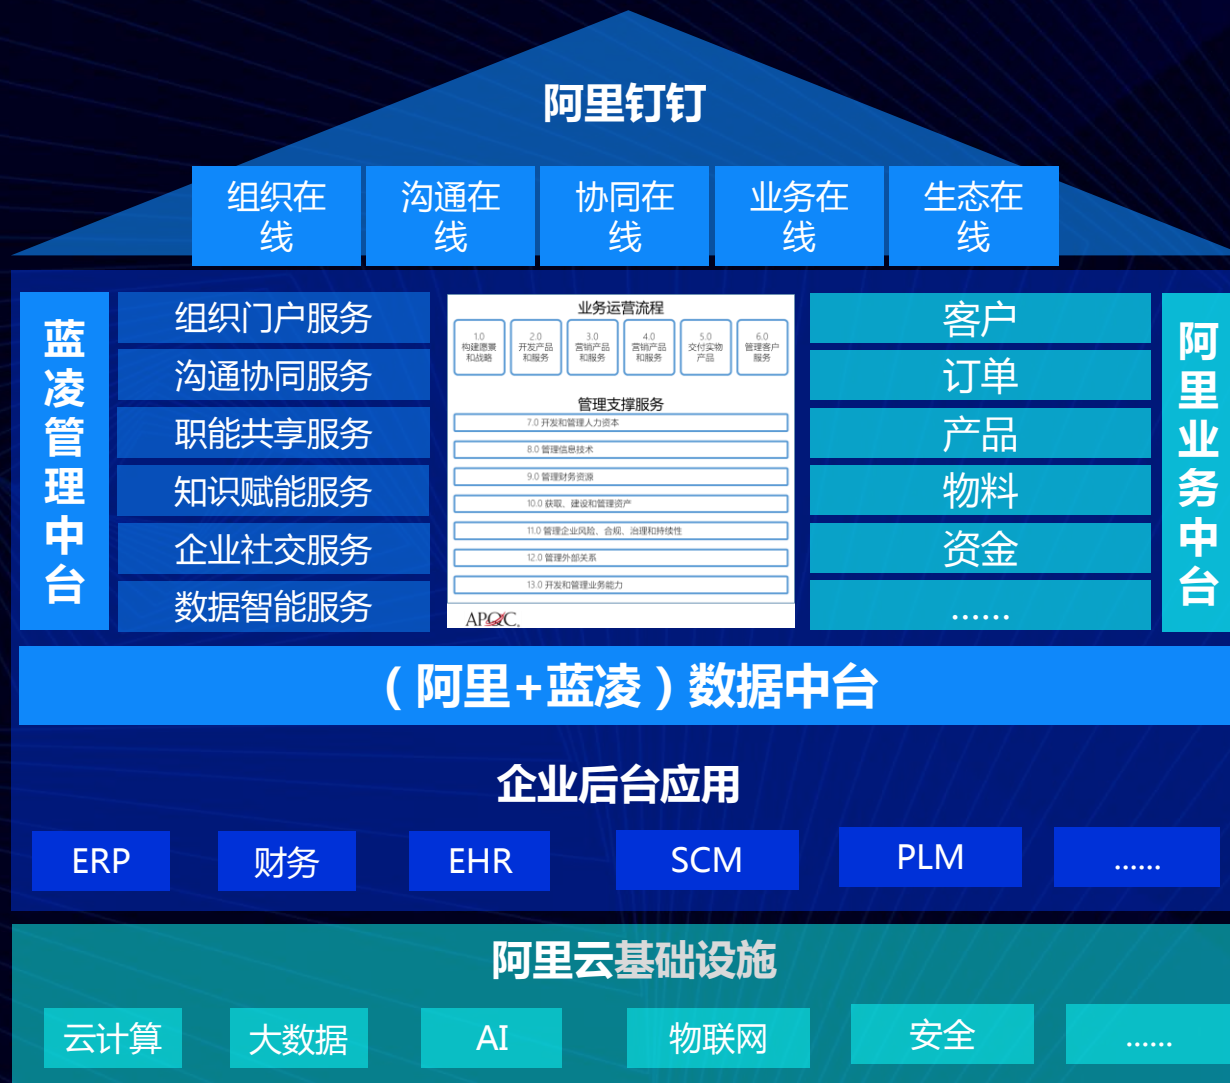 阿里钉钉
组织在
线
沟通在
线
协同在
线
业务在
线
生态在
线
蓝凌管理中台
组织门户服务
沟通协同服务
职能共享服务
知识赋能服务
企业社交服务
数据智能服务
业务运营流程
1.0
构建愿景
和战略
2.0
开发产品
和服务
3.0
营销产品
和服务
4.0
营销产品
和服务
5.0
交付实物
产品
6.0
管理客户
服务
管理支撑服务
7.0 开发和管理人力资本
8.0 管理信息技术
9.0 管理财务资源
10.0 获取、建设和管理资产
11.0 管理企业风险、合规、治理和持续性
12.0 管理外部关系
13.0 开发和管理业务能力
APQC.
客户
订单
产品
物料
资金
......
阿里业务中台
（阿里+蓝凌）数据中台
企业后台应用
ERP
财务
EHR
SCM
PLM
......
阿里云基础设施
云计算
大数据
AI
物联网
安全
......